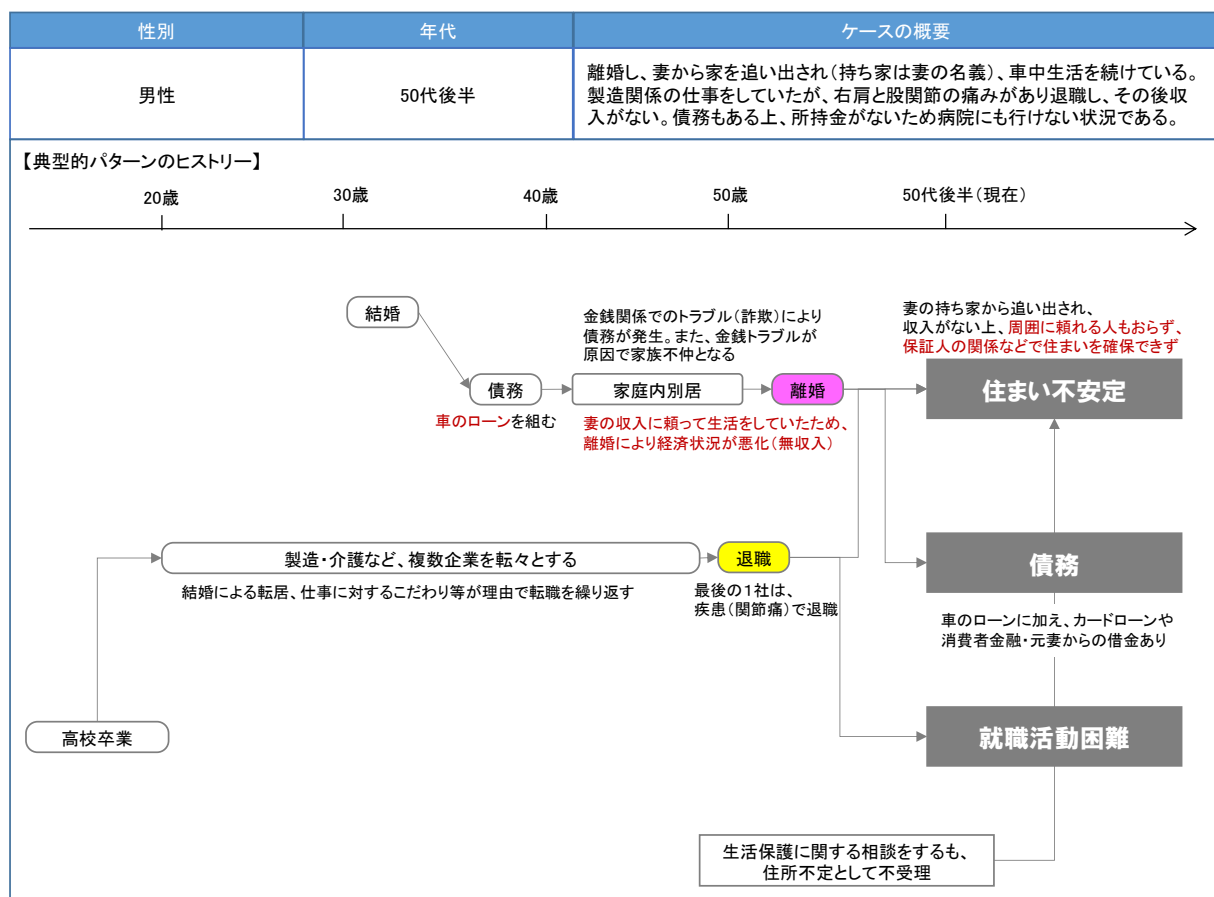 性別
年代
ケースの概要
男性
50代後半
離婚し、妻から家を追い出され（持ち家は妻の名義）、車中生活を続けている。
製造関係の仕事をしていたが、右肩と股関節の痛みがあり退職し、その後収
入がない。債務もある上、所持金がないため病院にも行けない状況である。
【典型的パターンのヒストリー】
20歳
30歳
40歳
50歳
50代後半（現在）
結婚
金銭関係でのトラブル（詐欺）により
債務が発生。また、金銭トラブルが
原因で家族不仲となる
妻の持ち家から追い出され、
収入がない上、周囲に頼れる人もおらず、
保証人の関係などで住まいを確保できず
債務
家庭内別居
離婚
住まい不安定
車のローンを組む
妻の収入に頼って生活をしていたため、
離婚により経済状況が悪化（無収入）
製造・介護など、複数企業を転々とする
退職
債務
結婚による転居、仕事に対するこだわり等が理由で転職を繰り返す
最後の１社は、
疾患（関節痛）で退職
車のローンに加え、カードローンや
消費者金融・元妻からの借金あり
高校卒業
就職活動困難
生活保護に関する相談をするも、
住所不定として不受理